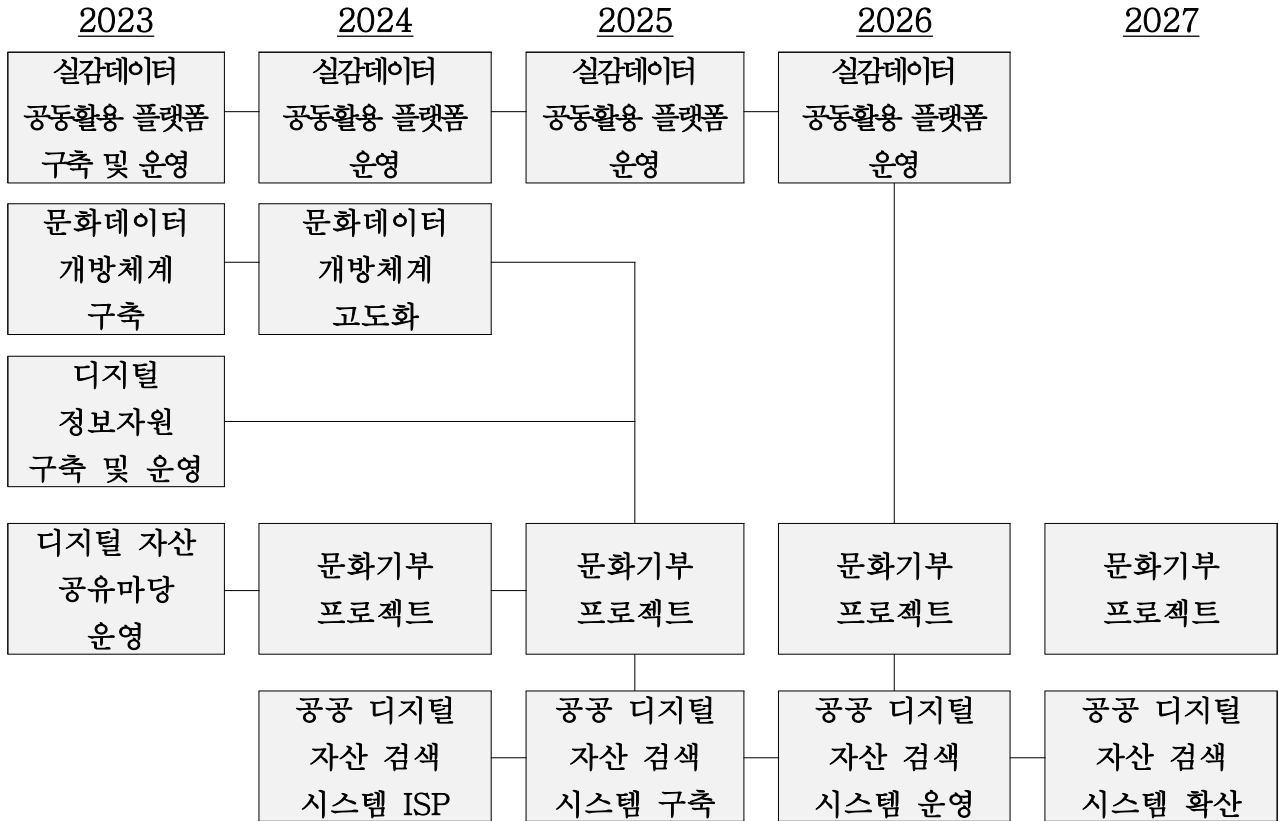 2023 2024 2025 2026 2027
실감데이터
공동활용 플랫폼
구축 및 운영
실감데이터
공동활용 플랫폼
운영
실감데이터
공동활용 플랫폼
운영
실감데이터
공동활용 플랫폼
운영
문화데이터
개방체계
구축
문화데이터
개방체계
고도화
디지털
정보자원
구축 및 운영
디지털 자산
공유마당
운영
문화기부
프로젝트
문화기부
프로젝트
문화기부
프로젝트
문화기부
프로젝트
공공 디지털
자산 검색
시스템 ISP
공공 디지털
자산 검색
시스템 구축
공공 디지털
자산 검색
시스템 운영
공공 디지털
자산 검색
시스템 확산